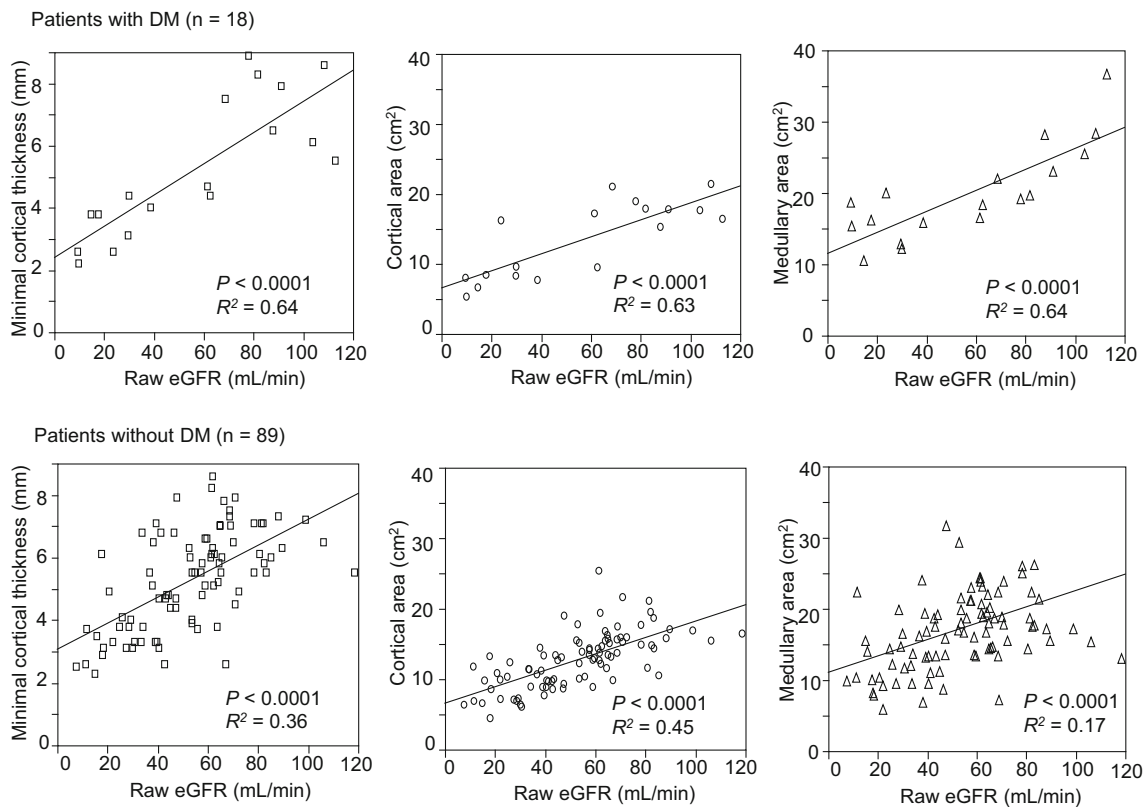 Patients with DM (n = 18)
Minimal cortical thickness (mm)
8
6
4
2
0
P < 0.0001
R² = 0.64
0 20 40 60 80 100 120
Raw eGFR (mL/min)
Cortical area (cm²)
40
30
20
10
0
P < 0.0001
R² = 0.63
0 20 40 60 80 100 120
Raw eGFR (mL/min)
Medullary area (cm²)
40
30
20
10
0
P < 0.0001
R² = 0.64
0 20 40 60 80 100 120
Raw eGFR (mL/min)
Patients without DM (n = 89)
Minimal cortical thickness (mm)
8
6
4
2
0
P < 0.0001
R² = 0.36
0 20 40 60 80 100 120
Raw eGFR (mL/min)
Cortical area (cm²)
40
30
20
10
0
P < 0.0001
R² = 0.45
0 20 40 60 80 100 120
Raw eGFR (mL/min)
Medullary area (cm²)
40
30
20
10
0
P < 0.0001
R² = 0.17
0 20 40 60 80 100 120
Raw eGFR (mL/min)